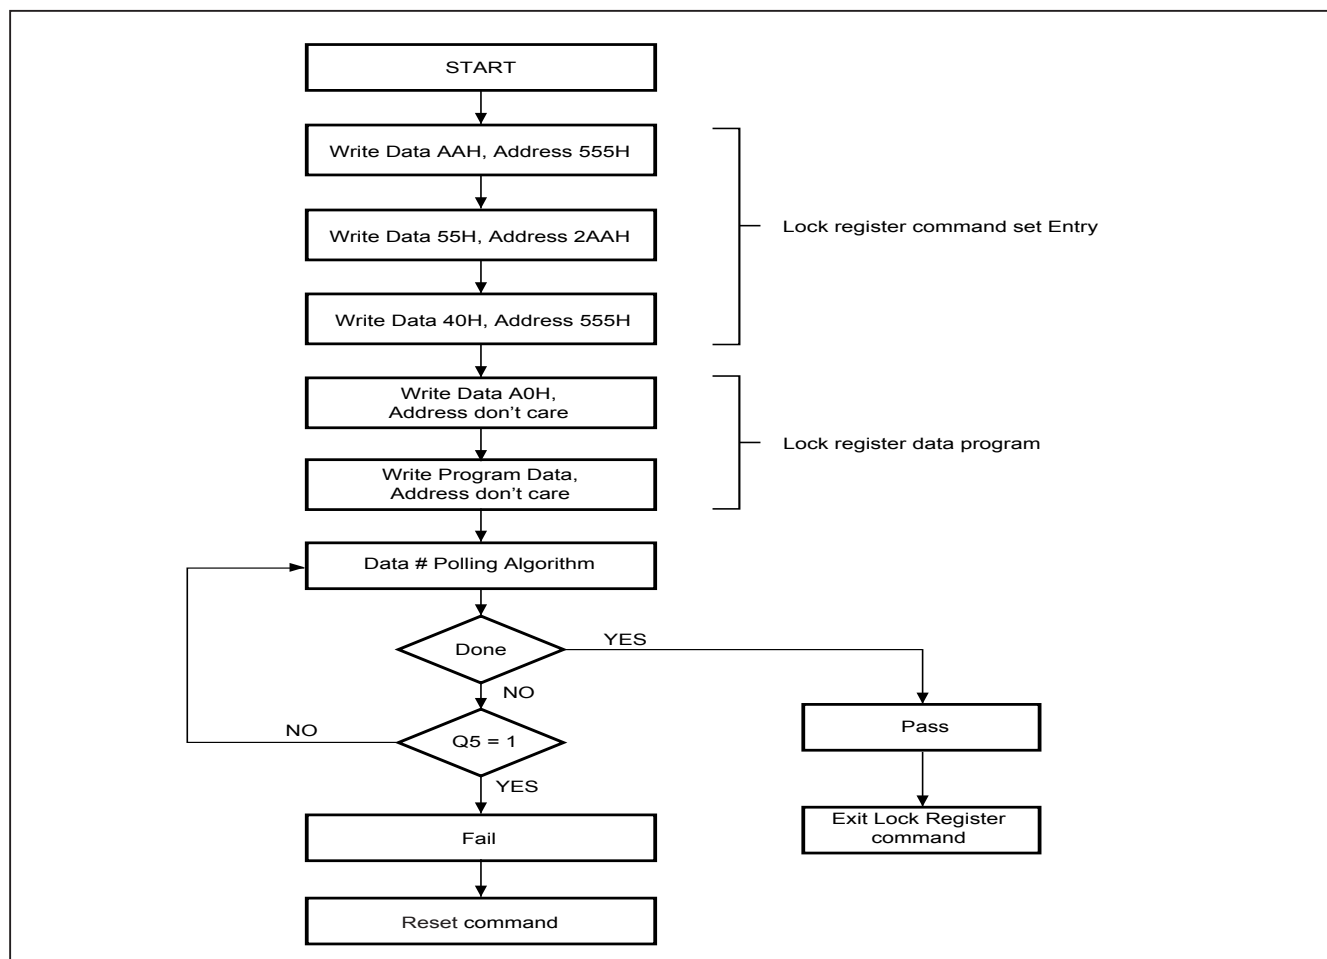 START
Write Data AAH, Address 555H
Write Data 55H, Address 2AAH
Lock register command set Entry
Write Data 40H, Address 555H
Write Data A0H,
Address don't care
Lock register data program
Write Program Data,
Address don't care
Data # Polling Algorithm
Done
YES
NO
Q5 = 1
NO
YES
Pass
Fail
Exit Lock Register
command
Reset command